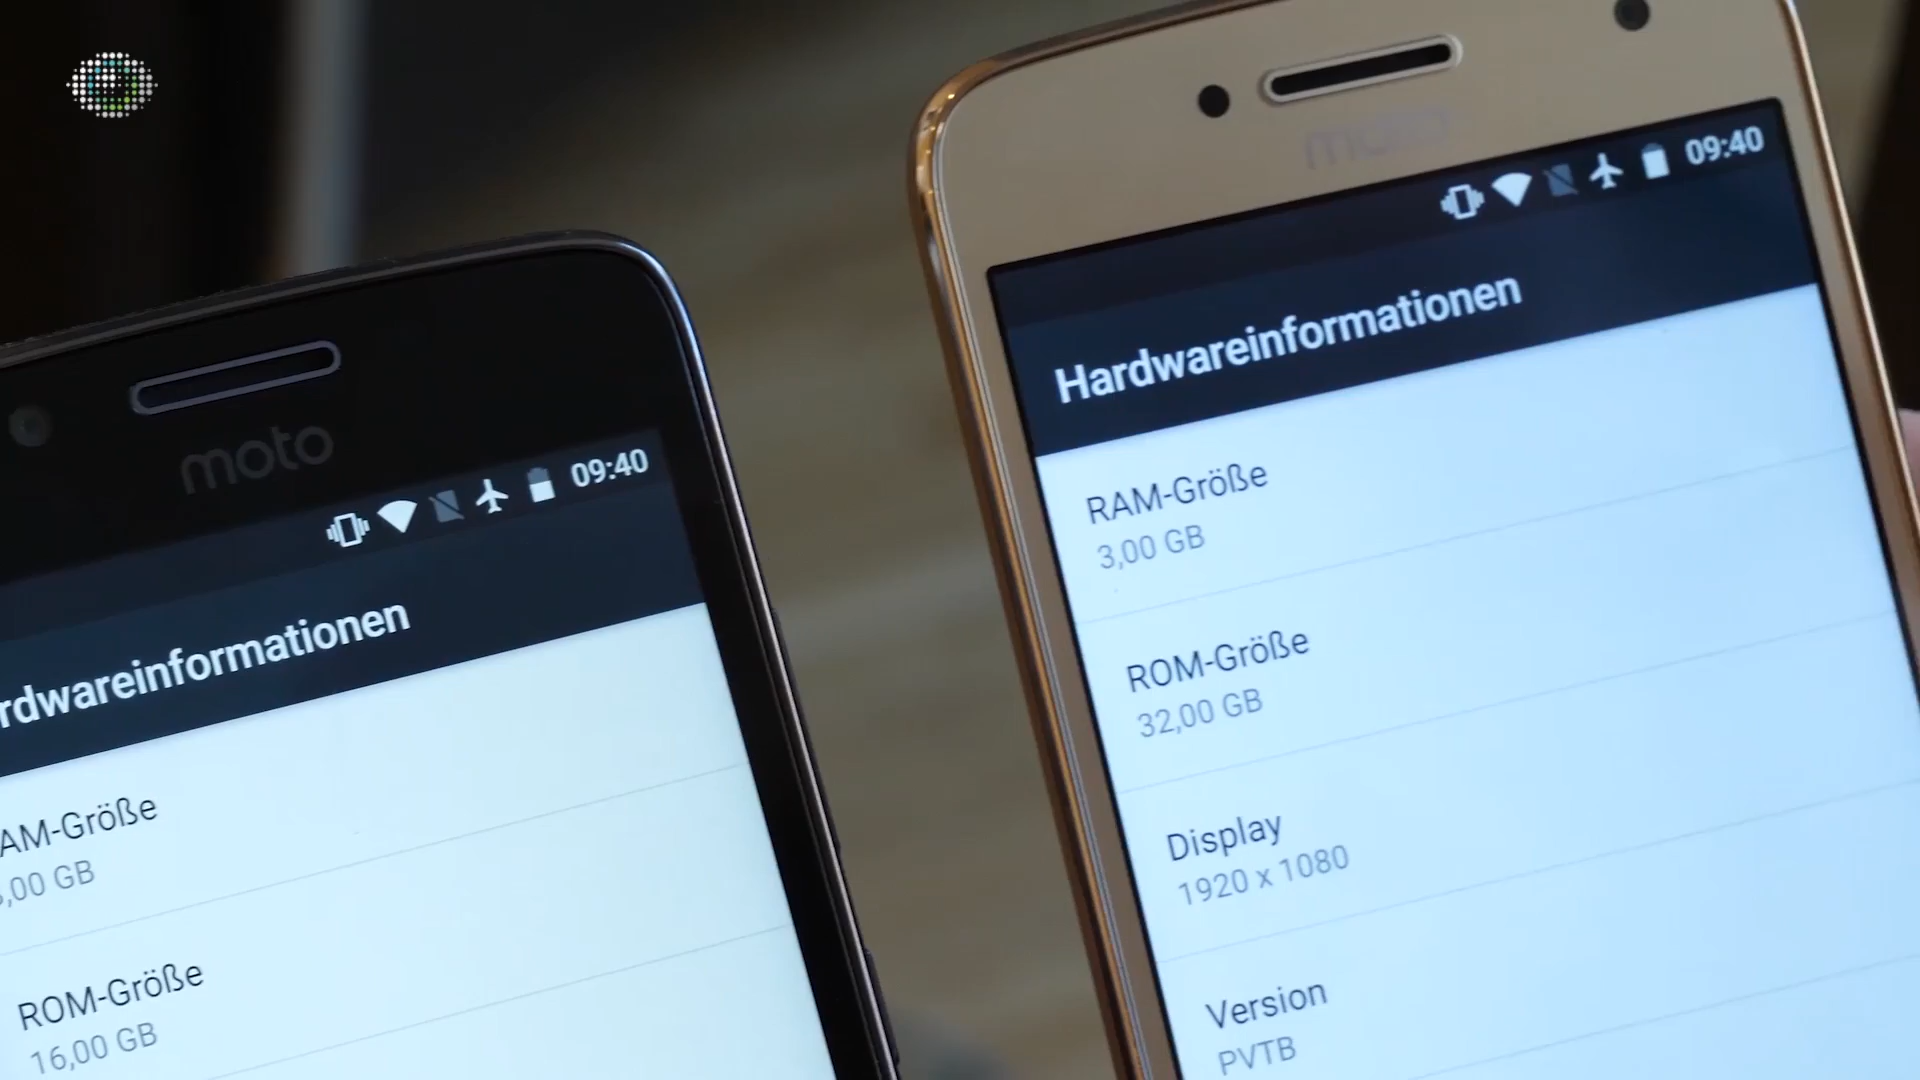 moto
09:40
rdwareinformationen
AM-Größe
,00 GB
ROM-Größe
16,00 GB
moto
09:40
Hardwareinformationen
RAM-Größe
3,00 GB
ROM-Größe
32,00 GB
Display
1920 x 1080
Version
PVTB